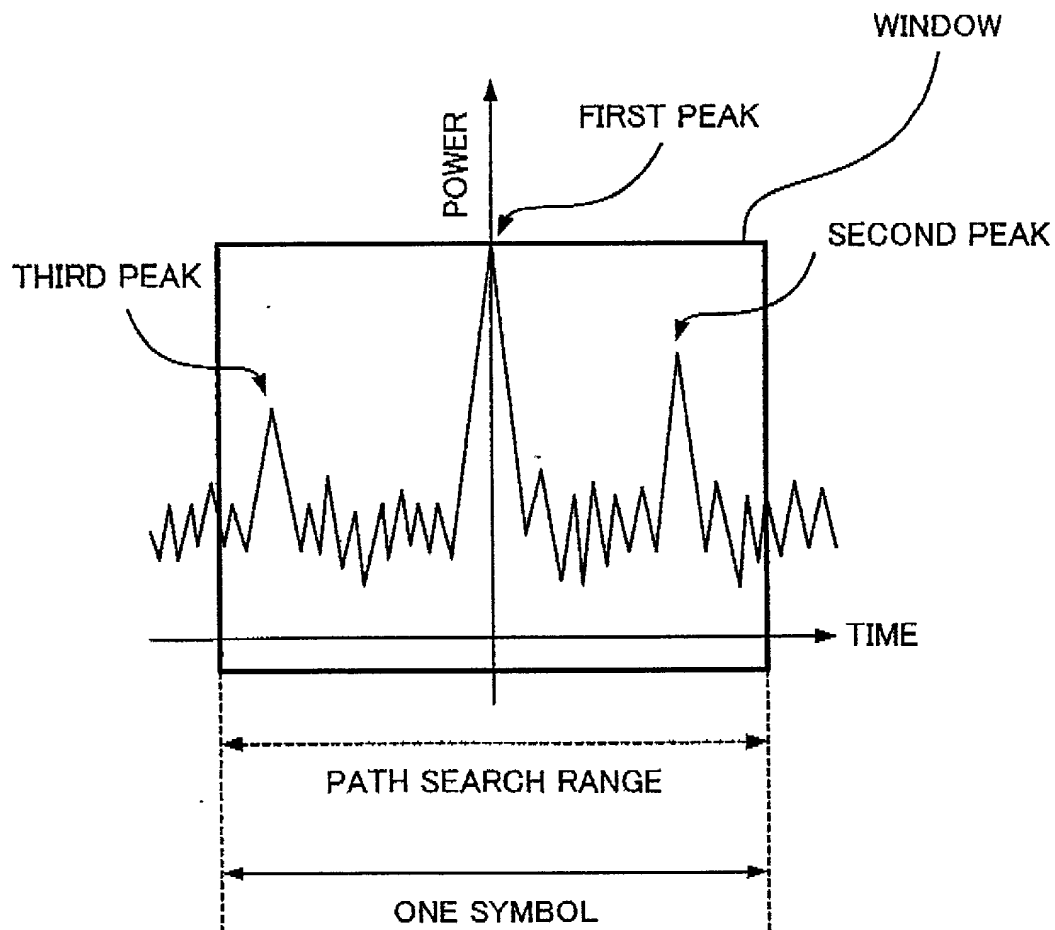 WINDOW
FIRST PEAK
POWER
SECOND PEAK
THIRD PEAK
TIME
PATH SEARCH RANGE
ONE SYMBOL